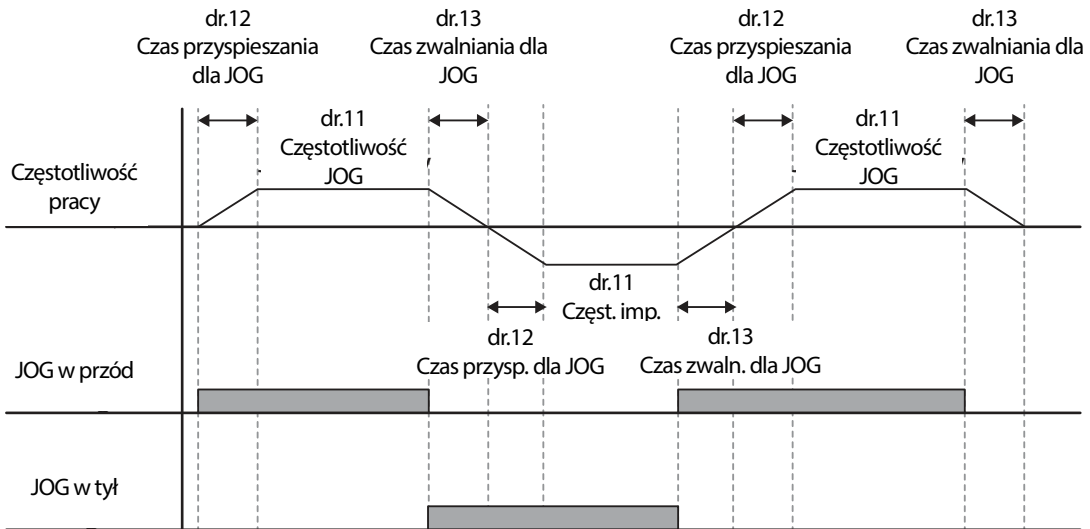 dr.12
Czas przyspieszania
dla JOG
dr.13
Czas zwalniania dla
JOG
dr.12
Czas przyspieszania
dla JOG
dr.13
Czas zwalniania dla
JOG
dr.11
Częstotliwość
JOG
dr.11
Częstotliwość
JOG
Częstotliwość
pracy
dr.11
Częst. imp.
dr.12
Czas przysp. dla JOG
dr.13
Czas zwaln. dla JOG
JOG w przód
JOG w tył